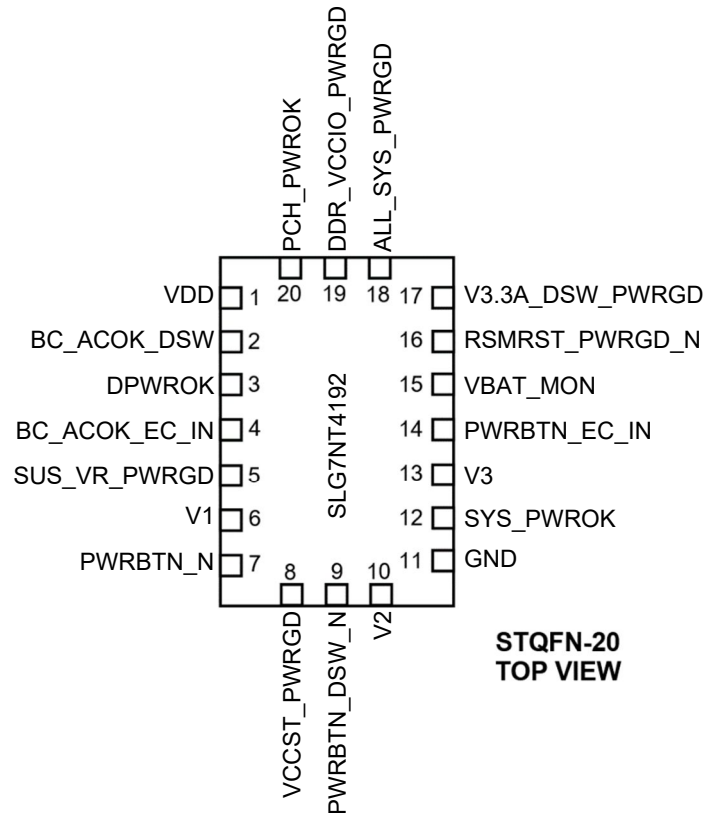 PCH_PWROK
DDR_VCCIO_PWRGD
ALL_SYS_PWRGD
20 19 18
VDD 1
17 V3.3A_DSW_PWRGD
BC_ACOK_DSW 2
16 RSMRST_PWRGD_N
DPWROK 3
15 VBAT_MON
BC_ACOK_EC_IN 4
14 PWRBTN_EC_IN
SUS_VR_PWRGD 5
13 V3
V1 6
12 SYS_PWROK
PWRBTN_N 7
11 GND
SLG7NT4192
8 9 10
VCCST_PWRGD
PWRBTN_DSW_N
V2
STQFN-20
TOP VIEW